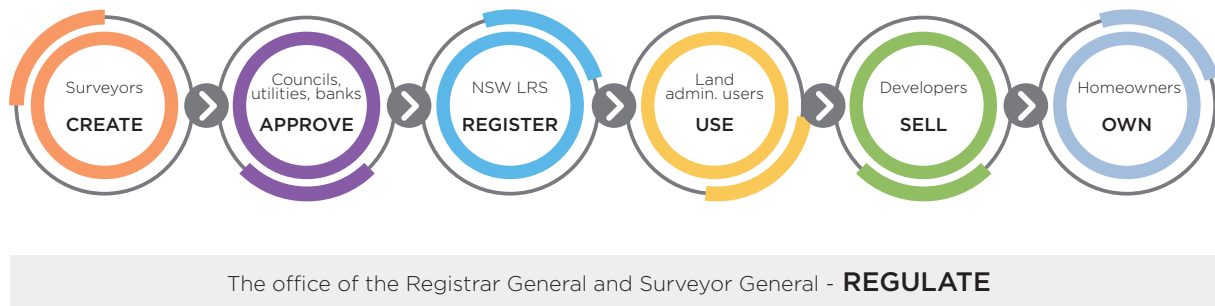 Surveyors
CREATE
Councils,
utilities, banks
APPROVE
NSW LRS
REGISTER
Land
admin. users
USE
Developers
SELL
Homeowners
OWN
The office of the Registrar General and Surveyor General - REGULATE